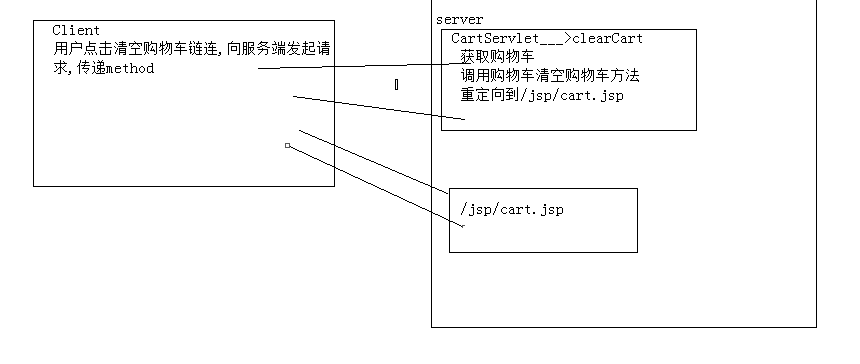 Client
用户点击清空购物车链连,向服务端发起请
求,传递method
server
CartServlet___>clearCart
获取购物车
调用购物车清空购物车方法
重定向到/jsp/cart.jsp
/jsp/cart.jsp